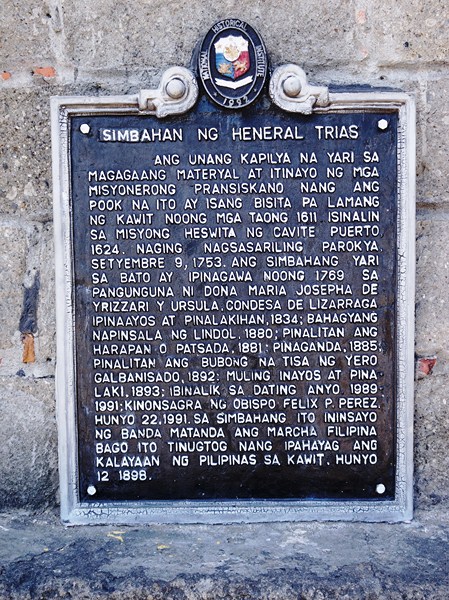 NATIONAL HISTORICAL INSTITUTE
SIMBAHAN NG HENERAL TRIAS
ANG UNANG KAPILYA NA YARI SA
MAGAGAANG MATERYAL AT ITINAYO NG MGA
MISYONERONG PRANSISKANO NANG ANG
POOK NA ITO AY ISANG BISITA PA LAMANG
NG KAWIT NOONG MGA TAONG 1611 ISINALIN
SA MISYONG HESWITA NG CAVITE PUERTO
1624. NAGING NAGSASARILING PAROKYA.
SETYEMBRE 9, 1753. ANG SIMBAHANG YARI
SA BATO AY IPINAGAWA NOONG 1769 SA
PANGUNGUNA NI DONA MARIA JOSEPHA DE
YRIZZARI Y URSULA, CONDESA DE LIZARRAGA
IPINAAYOS AT PINALAKIHAN, 1834; BAHAGYANG
NAPINSALA NG LINDOL, 1880; PINALITAN ANG
HARAPAN O PATSADA, 1881; PINAGANDA, 1885;
PINALITAN ANG BUBONG NA TISA NG YERO
GALBANISADO, 1892; MULING INAYOS AT PINA
LAKI, 1893; IBINALIK SA DATING ANYO 1989
1991; KINONSAGRA NG OBISPO FELIX P. PEREZ,
HUNYO 22, 1991. SA SIMBAHANG ITO ININSAYO
NG BANDA MATANDA ANG MARCHA FILIPINA
BAGO ITO TINUGTOG NANG IPAHAYAG ANG
KALAYAAN NG PILIPINAS SA KAWIT, HUNYO
12 1898.